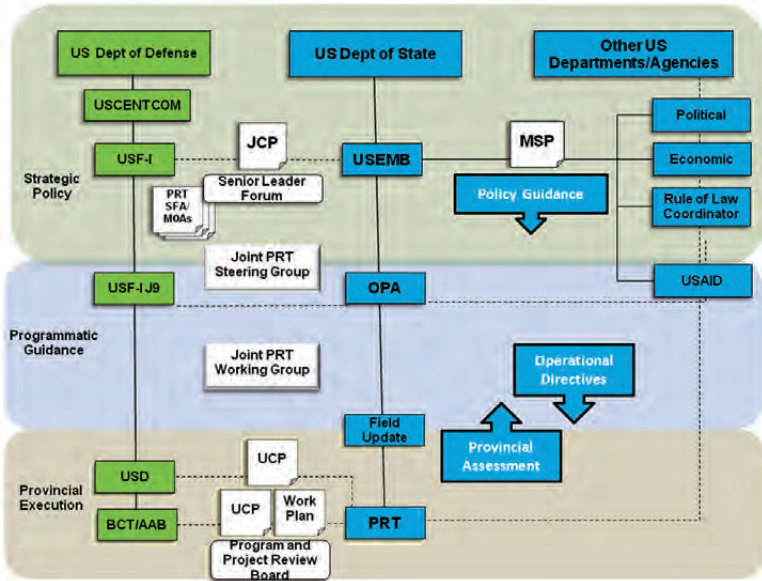 US Dept of Defense
US Dept of State
Other US
Departments/Agencies
USCENTCOM
Political
JCP
MSP
USF-I
USEMB
Economic
Strategic
Policy
Senior Leader
Forum
PRT
SFA/
MOAs
Policy Guidance
Rule of Law
Coordinator
Joint PRT
Steering Group
USF-I J9
OPA
USAID
Programmatic
Guidance
Joint PRT
Working Group
Operational
Directives
Field
Update
Provincial
Assessment
UCP
USD
Provincial
Execution
UCP
Work
Plan
BCT/AAB
PRT
Program and
Project Review
Board